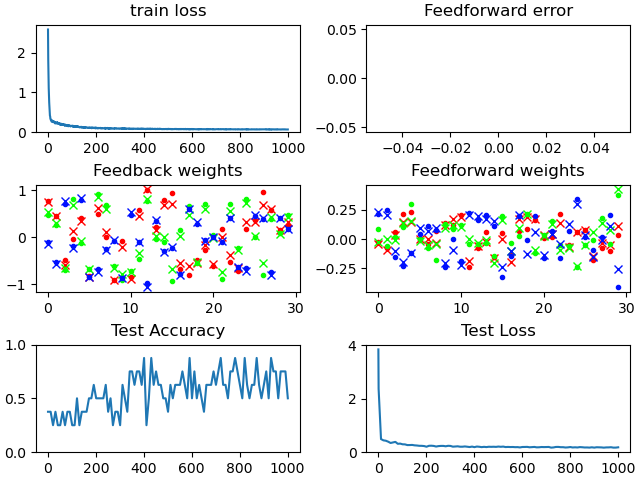 train loss
Feedforward error
2
1
0
0 200 400 600 800 1000
0.05
0.00
−0.05
−0.04 −0.02 0.00 0.02 0.04
Feedback weights
Feedforward weights
1
0
−1
0 10 20 30
0.25
0.00
−0.25
0 10 20 30
Test Accuracy
Test Loss
1.0
0.5
0.0
0 200 400 600 800 1000
4
2
0
0 200 400 600 800 1000